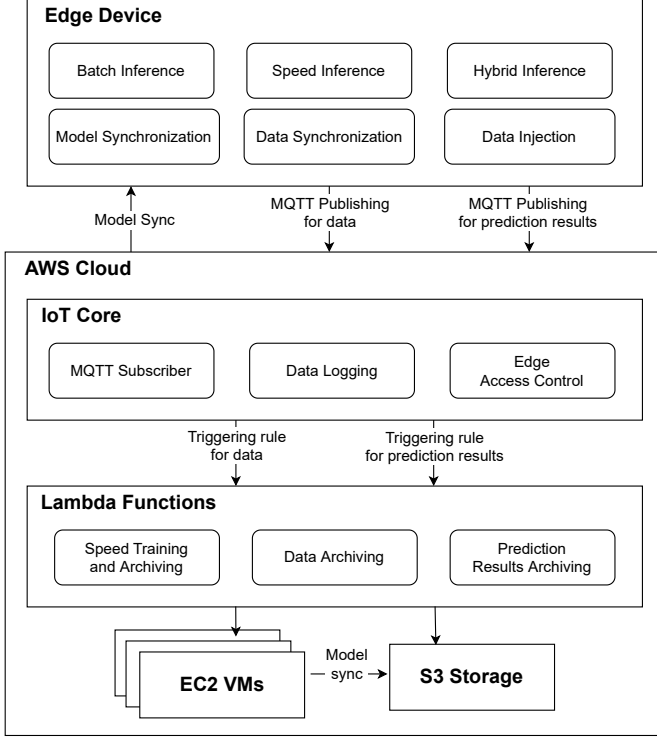 Edge Device
Batch Inference
Speed Inference
Hybrid Inference
Model Synchronization
Data Synchronization
Data Injection
Model Sync
MQTT Publishing
for data
MQTT Publishing
for prediction results
AWS Cloud
IoT Core
MQTT Subscriber
Data Logging
Edge
Access Control
Triggering rule
for data
Triggering rule
for prediction results
Lambda Functions
Speed Training
and Archiving
Data Archiving
Prediction
Results Archiving
EC2 VMs
Model
sync
S3 Storage